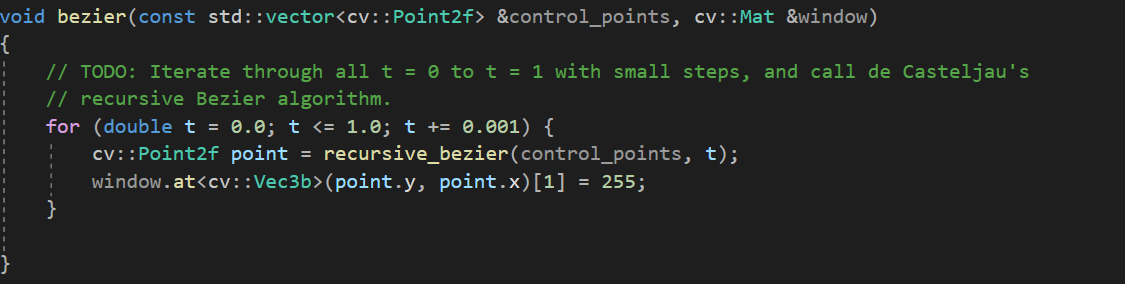 void bezier(const std::vector<cv::Point2f> &control_points, cv::Mat &window)
{
    // TODO: Iterate through all t = 0 to t = 1 with small steps, and call de Casteljau's
    // recursive Bezier algorithm.
    for (double t = 0.0; t <= 1.0; t += 0.001) {
        cv::Point2f point = recursive_bezier(control_points, t);
        window.at<cv::Vec3b>(point.y, point.x)[1] = 255;
    }
}